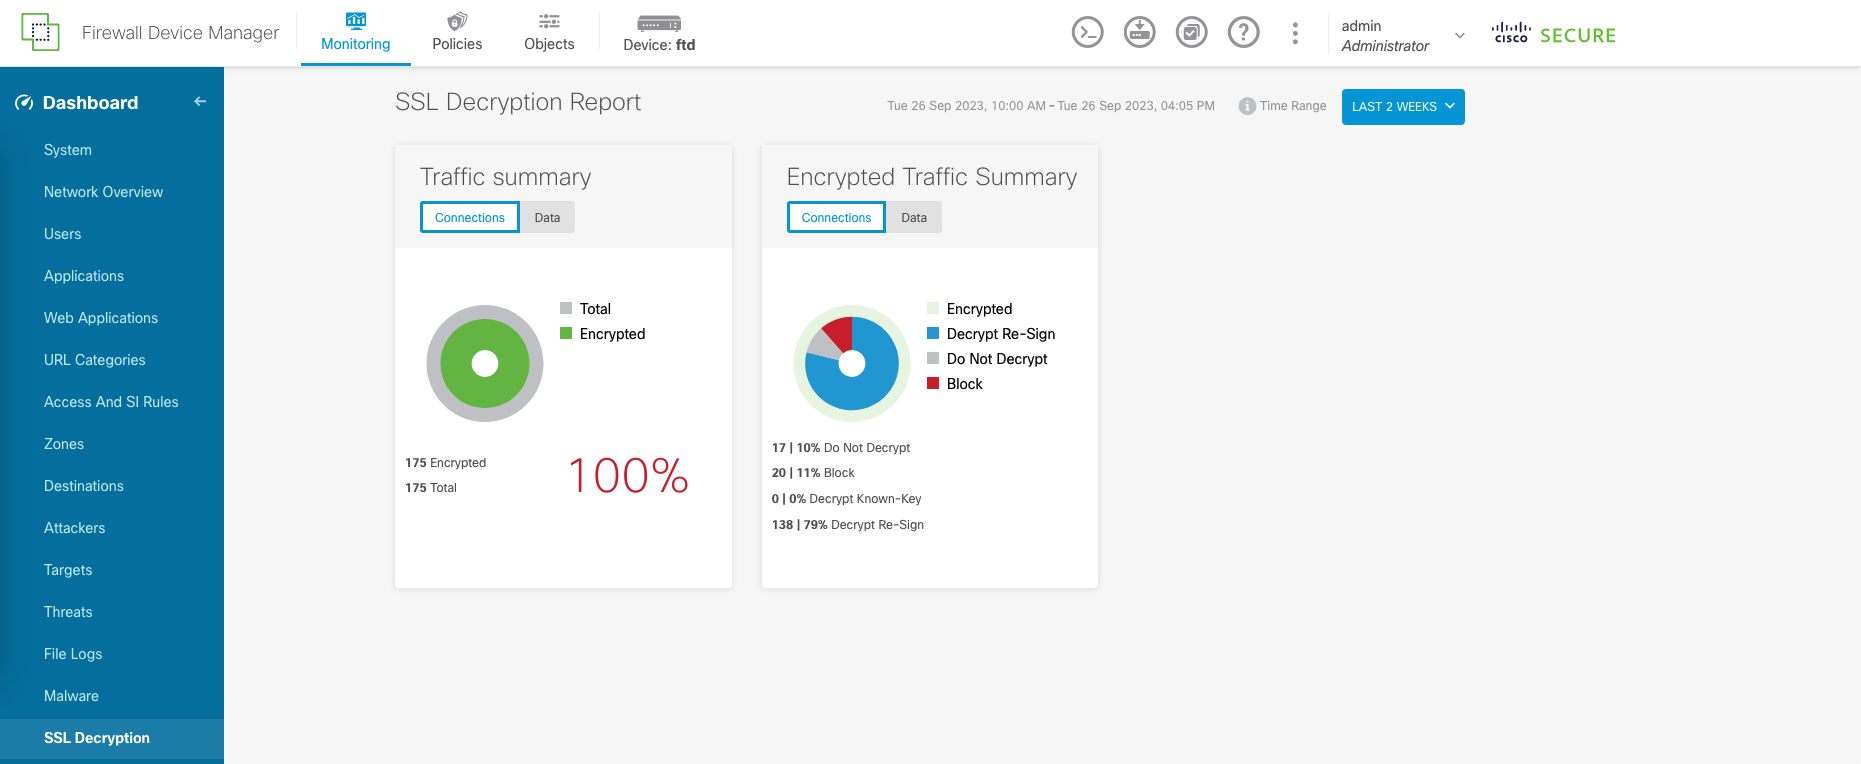 Firewall Device Manager
Monitoring
Policies
Objects
Device: ftd
admin
Administrator
cisco SECURE
Dashboard
System
Network Overview
Users
Applications
Web Applications
URL Categories
Access And SI Rules
Zones
Destinations
Attackers
Targets
Threats
File Logs
Malware
SSL Decryption
SSL Decryption Report
Tue 26 Sep 2023, 10:00 AM - Tue 26 Sep 2023, 04:05 PM
Time Range
LAST 2 WEEKS
Traffic summary
Connections Data
Total
Encrypted
175 Encrypted
175 Total
100%
Encrypted Traffic Summary
Connections Data
Encrypted
Decrypt Re-Sign
Do Not Decrypt
Block
17 | 10% Do Not Decrypt
20 | 11% Block
0 | 0% Decrypt Known-Key
138 | 79% Decrypt Re-Sign